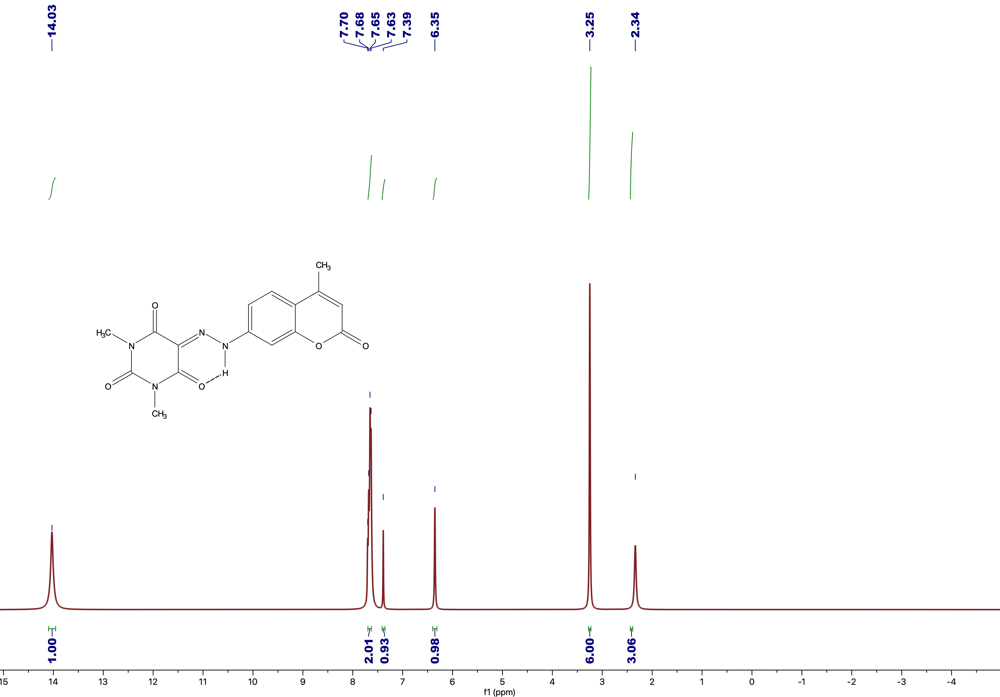 14.03
7.70
7.68
7.65
7.63
7.39
6.35
3.25
2.34
CH3
O
H3C
N
N
N
O
O
H
O
N
O
CH3
1.00
2.01
0.93
0.98
6.00
3.06
15 14 13 12 11 10 9 8 7 6 5 4 3 2 1 0 -1 -2 -3 -4
f1 (ppm)